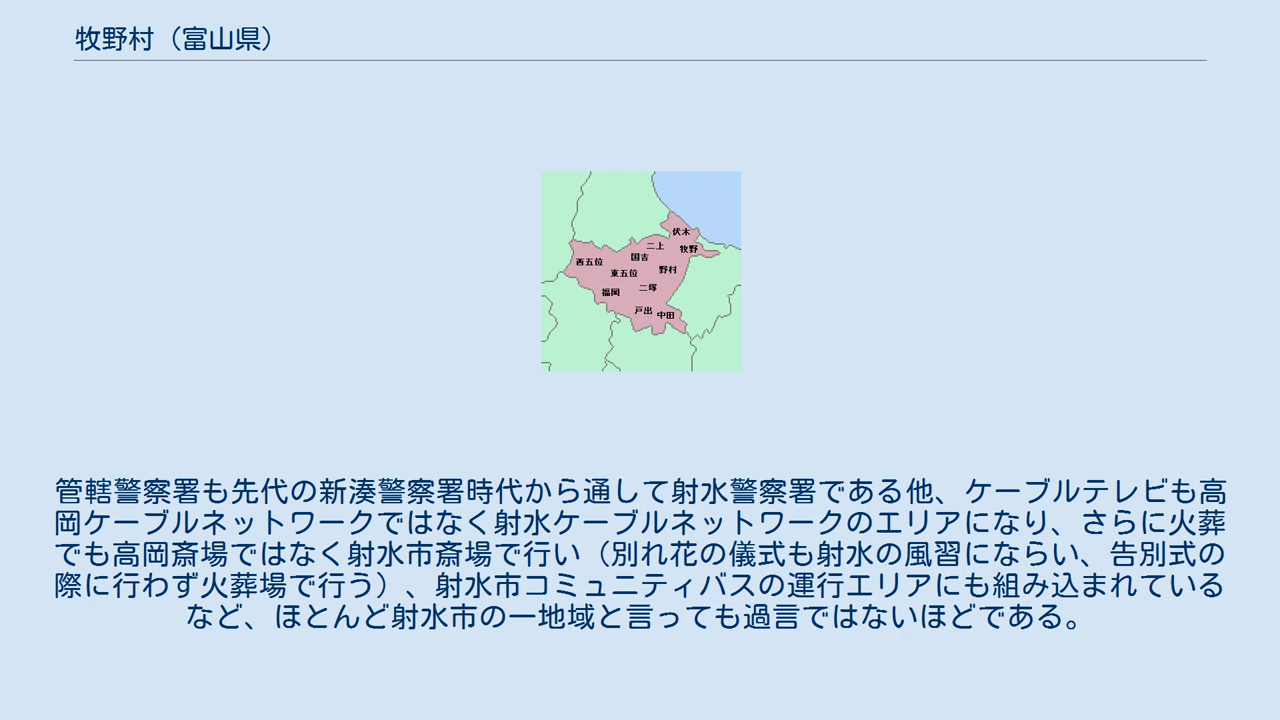 牧野村（富山県）
伏木
二上
牧野
国吉
西五位
東五位
野村
福岡
二塚
戸出
中田
管轄警察署も先代の新湊警察署時代から通して射水警察署である他、ケーブルテレビも高
岡ケーブルネットワークではなく射水ケーブルネットワークのエリアになり、さらに火葬
でも高岡斎場ではなく射水市斎場で行い（別れ花の儀式も射水の風習にならい、告別式の
際に行わず火葬場で行う）、射水市コミュニティバスの運行エリアにも組み込まれている
など、ほとんど射水市の一地域と言っても過言ではないほどである。